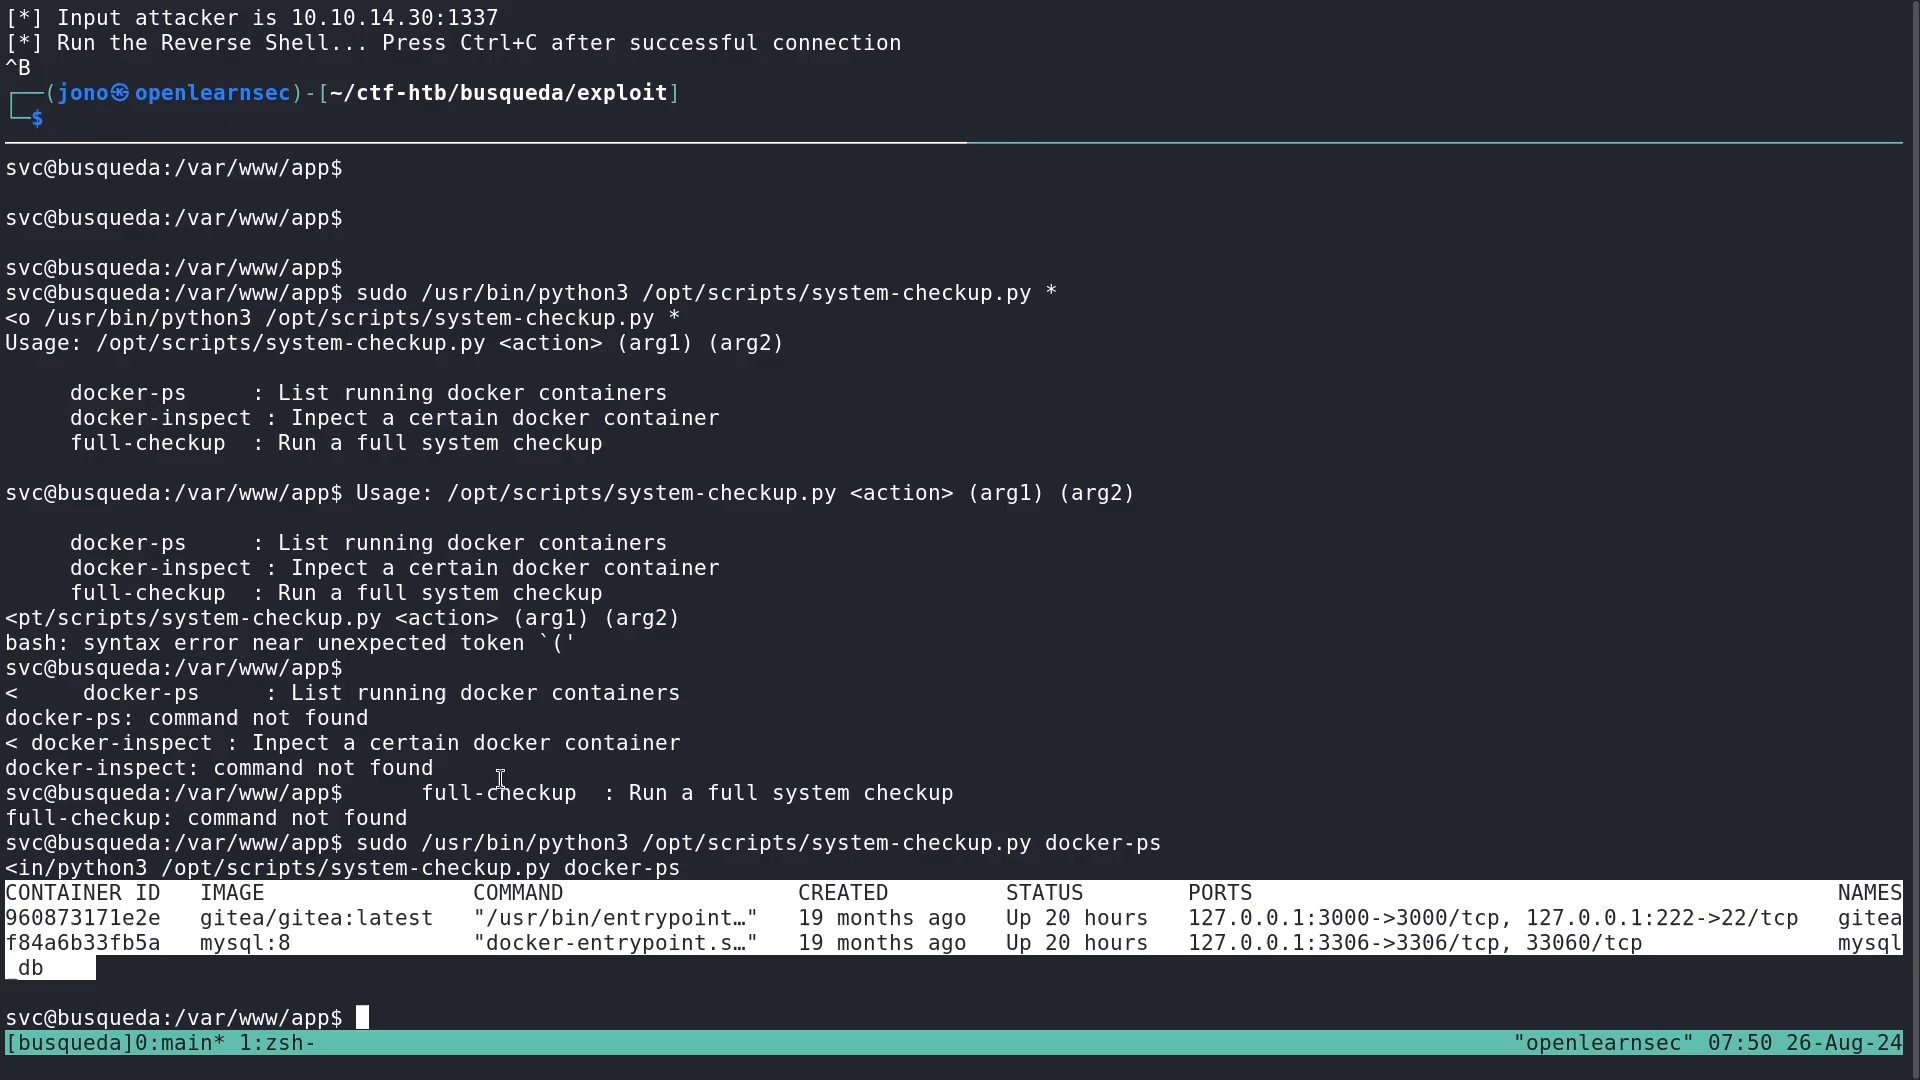 [*] Input attacker is 10.10.14.30:1337
[*] Run the Reverse Shell... Press Ctrl+C after successful connection
^B
┌──(jono㉿openlearnsec)-[~/ctf-htb/busqueda/exploit]
└─$
svc@busqueda:/var/www/app$
svc@busqueda:/var/www/app$
svc@busqueda:/var/www/app$
svc@busqueda:/var/www/app$ sudo /usr/bin/python3 /opt/scripts/system-checkup.py *
<o /usr/bin/python3 /opt/scripts/system-checkup.py *
Usage: /opt/scripts/system-checkup.py <action> (arg1) (arg2)
     docker-ps     : List running docker containers
     docker-inspect : Inpect a certain docker container
     full-checkup  : Run a full system checkup
svc@busqueda:/var/www/app$ Usage: /opt/scripts/system-checkup.py <action> (arg1) (arg2)
     docker-ps     : List running docker containers
     docker-inspect : Inpect a certain docker container
     full-checkup  : Run a full system checkup
<pt/scripts/system-checkup.py <action> (arg1) (arg2)
bash: syntax error near unexpected token `('
svc@busqueda:/var/www/app$
<     docker-ps     : List running docker containers
docker-ps: command not found
< docker-inspect : Inpect a certain docker container
docker-inspect: command not found
svc@busqueda:/var/www/app$      full-checkup  : Run a full system checkup
full-checkup: command not found
svc@busqueda:/var/www/app$ sudo /usr/bin/python3 /opt/scripts/system-checkup.py docker-ps
<in/python3 /opt/scripts/system-checkup.py docker-ps
CONTAINER ID   IMAGE                COMMAND                  CREATED         STATUS        PORTS                                             NAMES
960873171e2e   gitea/gitea:latest   "/usr/bin/entrypoint…"   19 months ago   Up 20 hours   127.0.0.1:3000->3000/tcp, 127.0.0.1:222->22/tcp   gitea
f84a6b33fb5a   mysql:8              "docker-entrypoint.s…"   19 months ago   Up 20 hours   127.0.0.1:3306->3306/tcp, 33060/tcp               mysql
_db
svc@busqueda:/var/www/app$
[busqueda]0:main* 1:zsh- "openlearnsec" 07:50 26-Aug-24